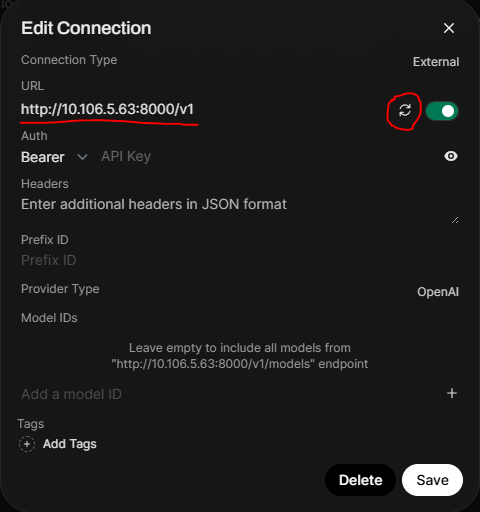 Edit Connection
Connection Type
External
URL
http://10.106.5.63:8000/v1
Auth
Bearer
API Key
Headers
Enter additional headers in JSON format
Prefix ID
Prefix ID
Provider Type
OpenAI
Model IDs
Leave empty to include all models from
"http://10.106.5.63:8000/v1/models" endpoint
Add a model ID
Tags
Add Tags
Delete
Save